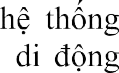 hệ thống
di động